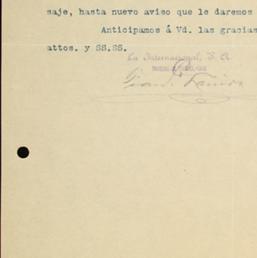 saje, hasta nuevo aviso que le daremos
Anticipamos á Vd. las gracias
attos. y SS.SS.
La Internacional, S. A.